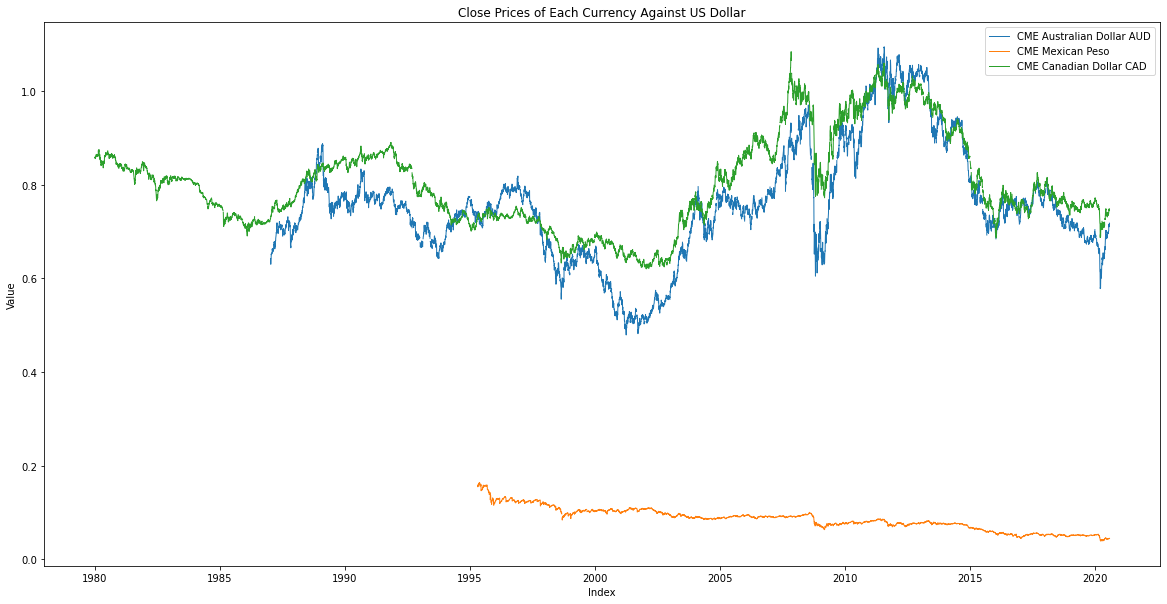 Close Prices of Each Currency Against US Dollar
CME Australian Dollar AUD
CME Mexican Peso
CME Canadian Dollar CAD
Value
1.0
0.8
0.6
0.4
0.2
0.0
1980 1985 1990 1995 2000 2005 2010 2015 2020
Index